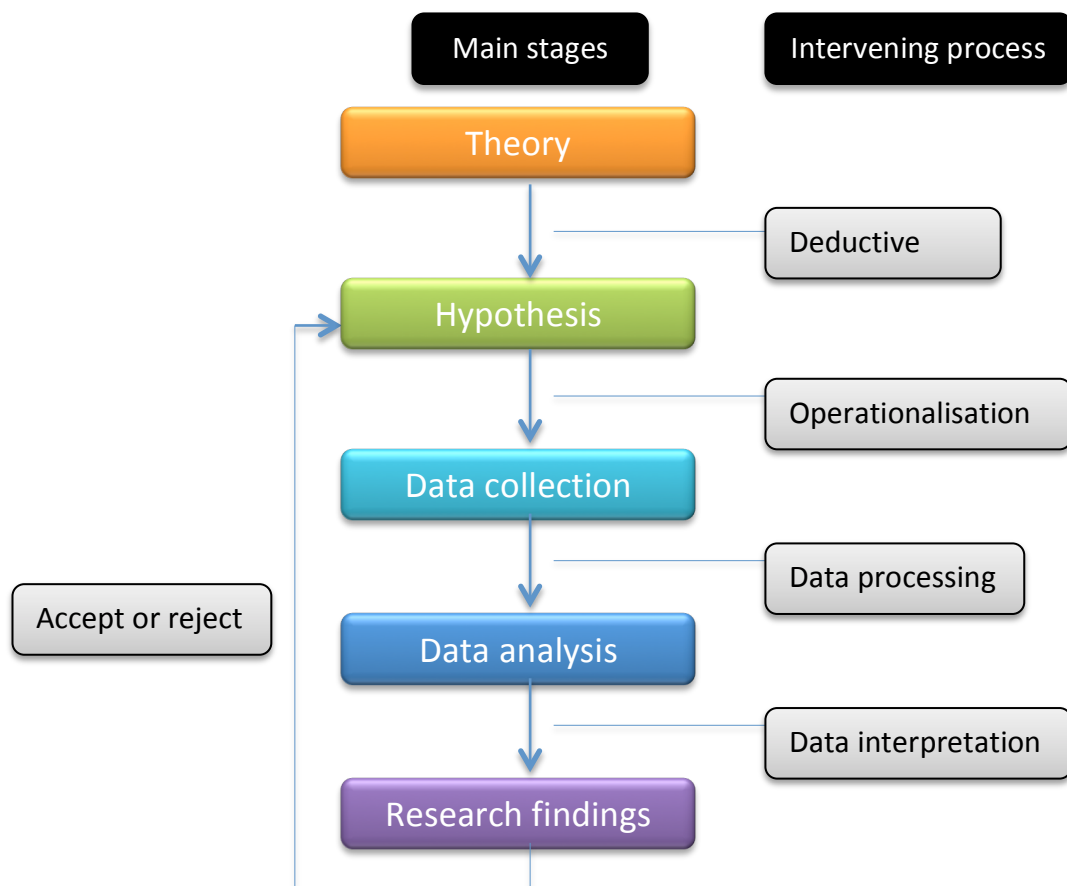 Main stages
Intervening process
Theory
Deductive
Hypothesis
Operationalisation
Data collection
Data processing
Accept or reject
Data analysis
Data interpretation
Research findings